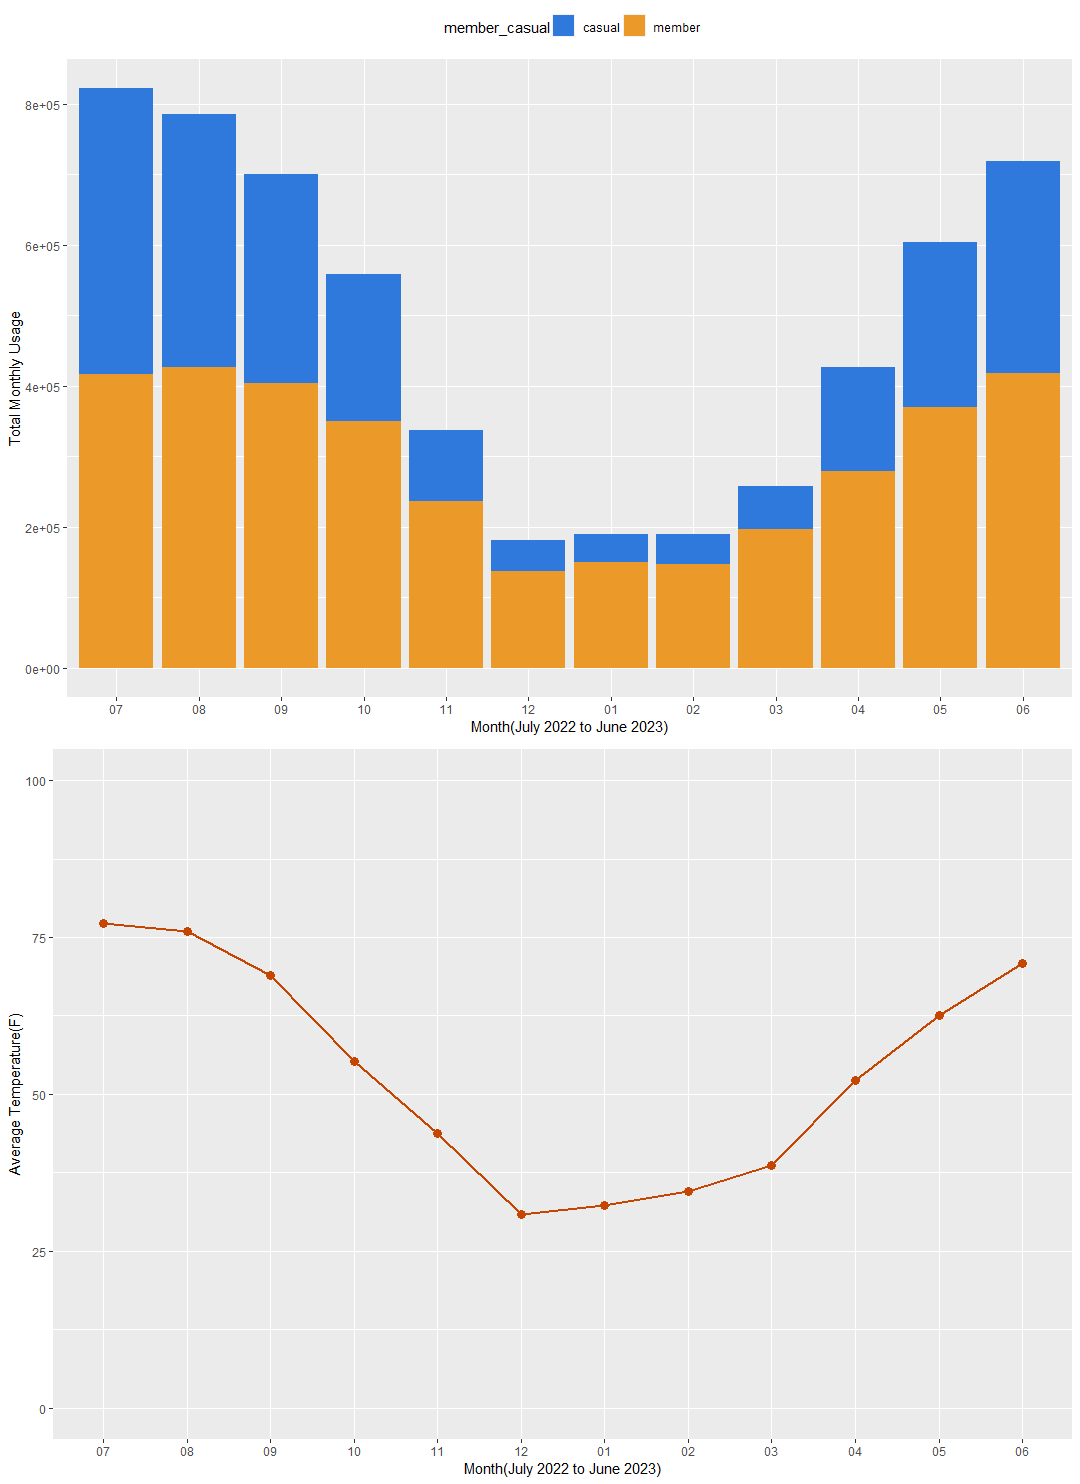 member_casual casual member
Total Monthly Usage
8e+05
6e+05
4e+05
2e+05
0e+00
07 08 09 10 11 12 01 02 03 04 05 06
Month(July 2022 to June 2023)
Average Temperature(F)
100
75
50
25
0
07 08 09 10 11 12 01 02 03 04 05 06
Month(July 2022 to June 2023)